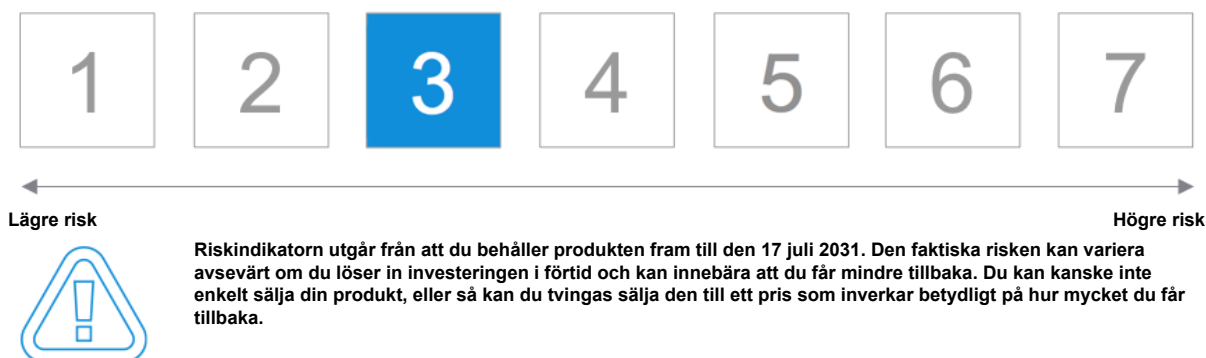 1 2 3 4 5 6 7
Lägre risk Högre risk
Riskindikatorn utgår från att du behåller produkten fram till den 17 juli 2031. Den faktiska risken kan variera
avsevärt om du löser in investeringen i förtid och kan innebära att du får mindre tillbaka. Du kan kanske inte
enkelt sälja din produkt, eller så kan du tvingas sälja den till ett pris som inverkar betydligt på hur mycket du får
tillbaka.